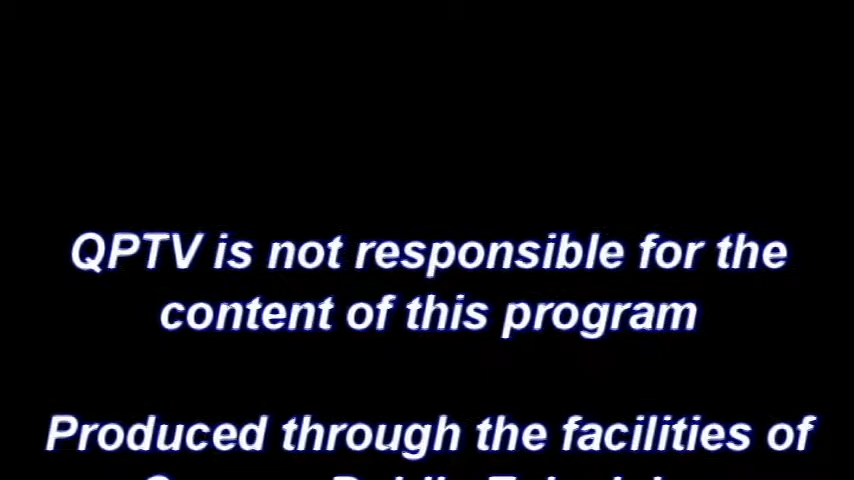 QPTV is not responsible for the
content of this program
Produced through the facilities of